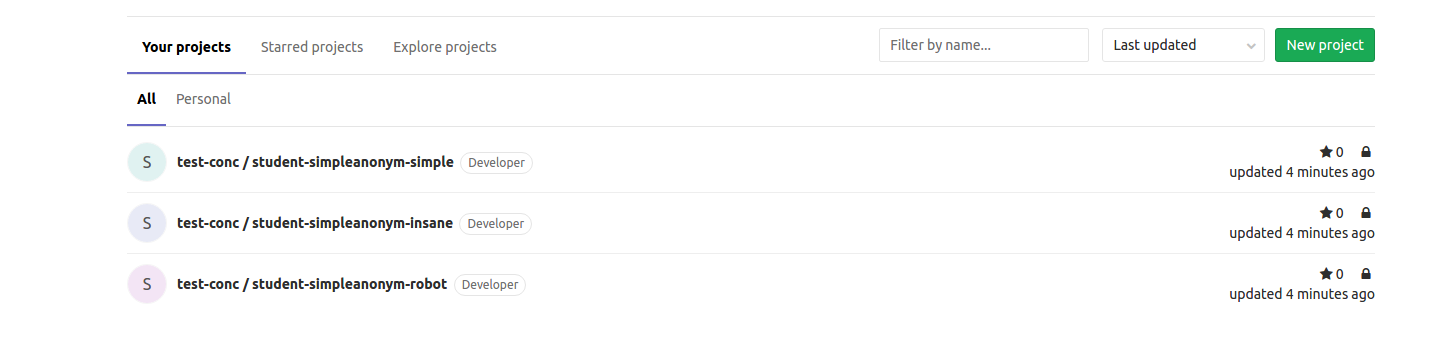 Your projects Starred projects Explore projects Filter by name... Last updated New project
All Personal
S test-conc / student-simpleanonym-simple Developer 0
updated 4 minutes ago
S test-conc / student-simpleanonym-insane Developer 0
updated 4 minutes ago
S test-conc / student-simpleanonym-robot Developer 0
updated 4 minutes ago